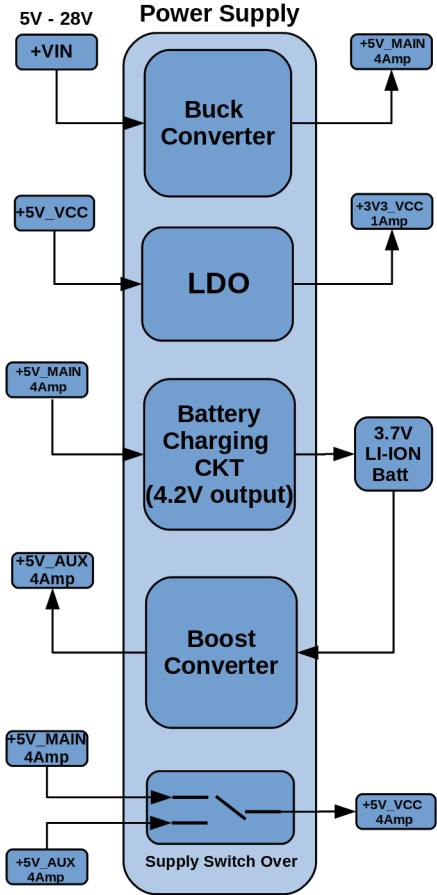 5V - 28V
Power Supply
+VIN
Buck
Converter
+5V_MAIN
4Amp
+5V_VCC
LDO
+3V3_VCC
1Amp
+5V_MAIN
4Amp
Battery
Charging
CKT
(4.2V output)
3.7V
LI-ION
Batt
+5V_AUX
4Amp
Boost
Converter
+5V_MAIN
4Amp
+5V_VCC
4Amp
+5V_AUX
4Amp
Supply Switch Over